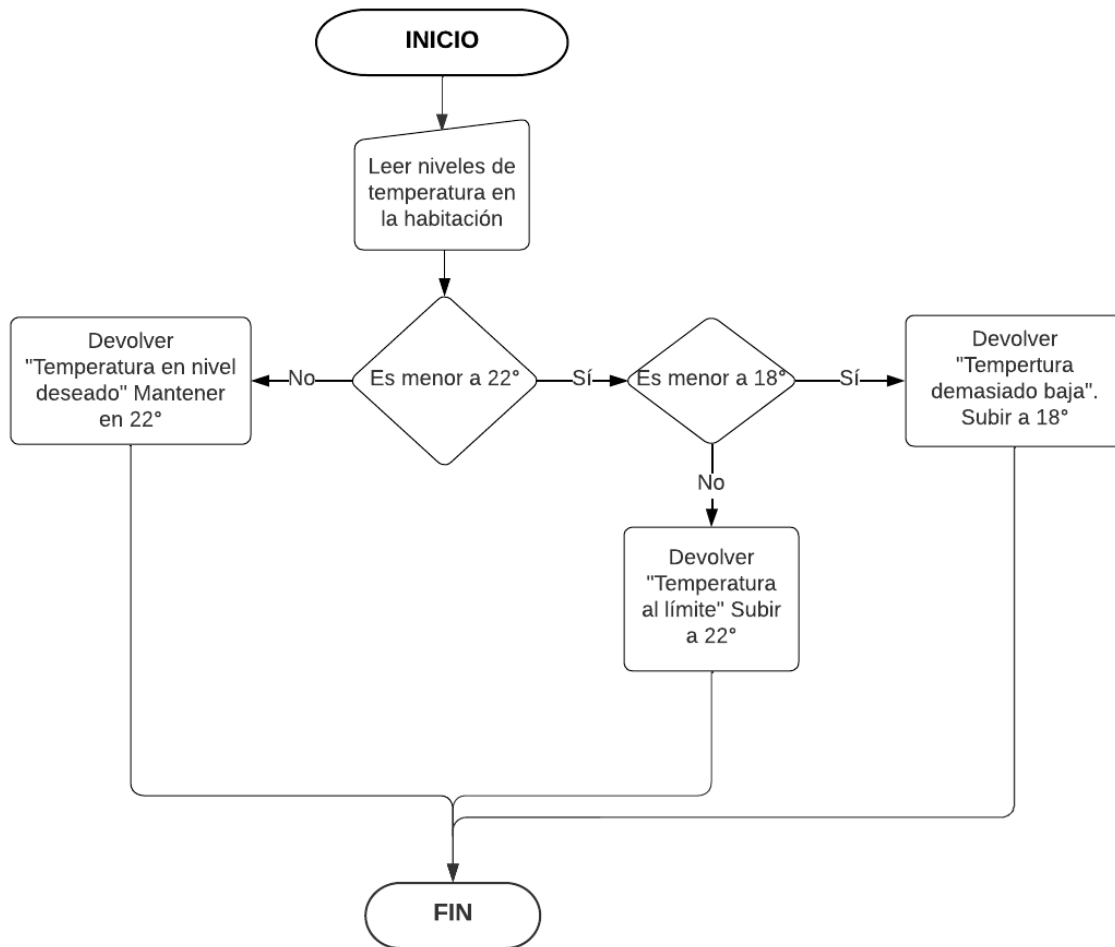 INICIO
Leer niveles de
temperatura en
la habitación
Devolver
"Temperatura en nivel
deseado" Mantener
en 22°
No
Es menor a 22°
Sí
Es menor a 18°
Sí
Devolver
"Tempertura
demasiado baja".
Subir a 18°
No
Devolver
"Temperatura
al límite" Subir
a 22°
FIN